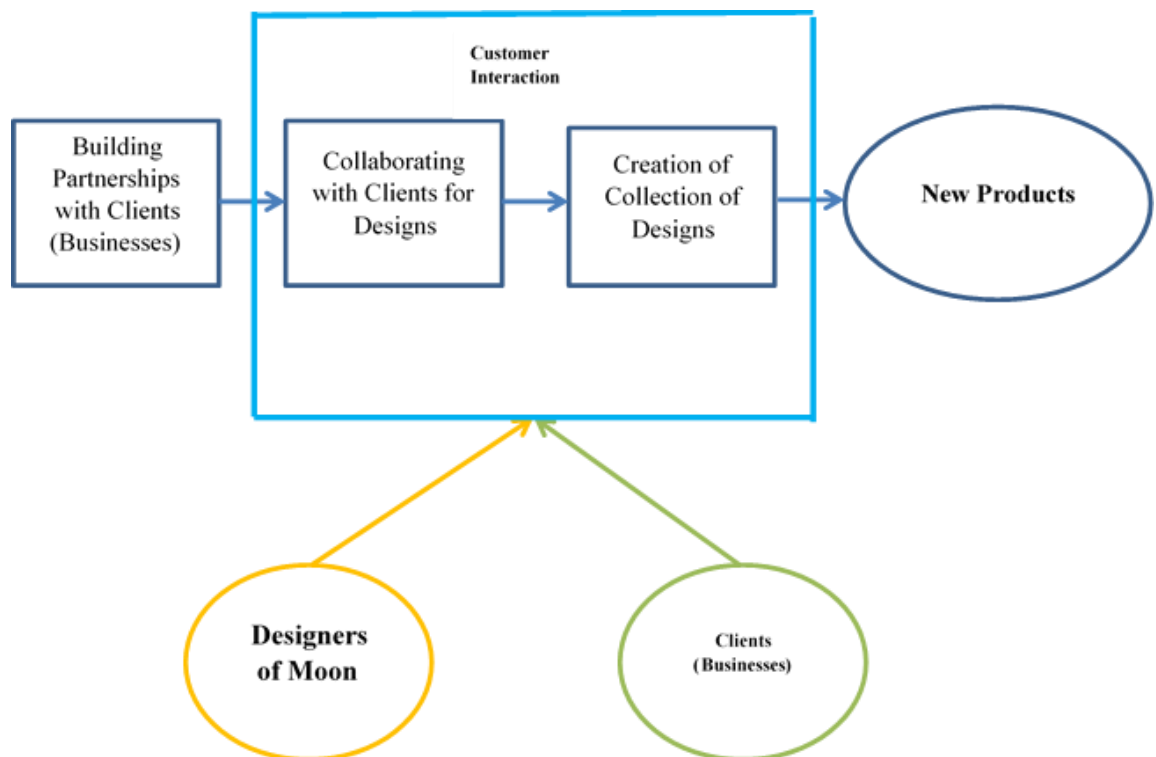 Customer
Interaction
Building
Partnerships
with Clients
(Businesses)
Collaborating
with Clients for
Designs
Creation of
Collection of
Designs
New Products
Designers
of Moon
Clients
(Businesses)